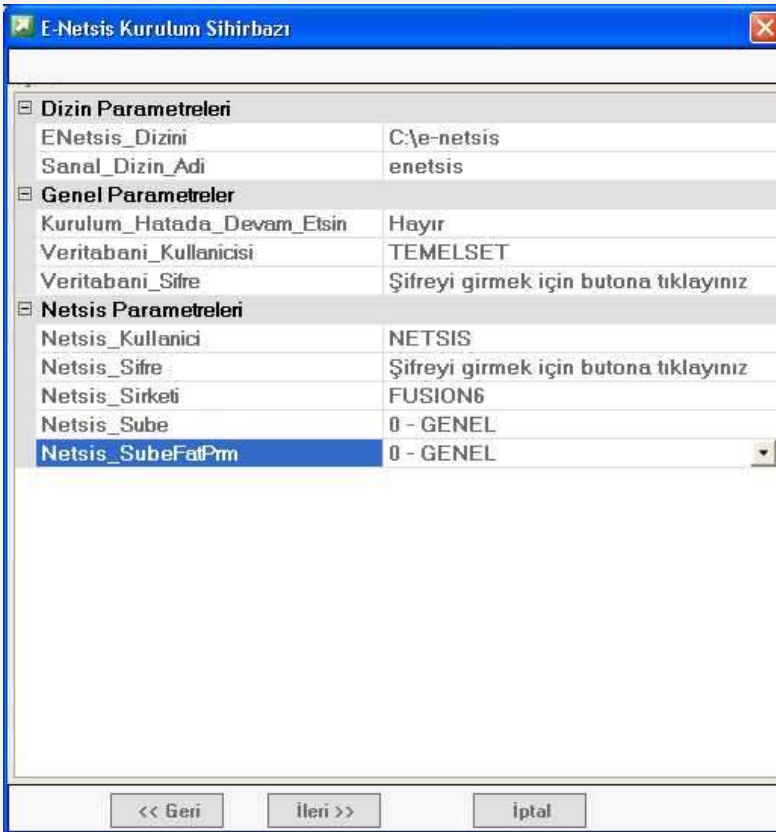 E-Netsis Kurulum Sihirbazı
Dizin Parametreleri
ENetsis_Dizini C:\e-netsis
Sanal_Dizin_Adi enetsis
Genel Parametreler
Kurulum_Hatada_Devam_Etsin Hayır
Veritabani_Kullanicisi TEMELSET
Veritabani_Sifre Şifreyi girmek için butona tıklayınız
Netsis Parametreleri
Netsis_Kullanici NETSIS
Netsis_Sifre Şifreyi girmek için butona tıklayınız
Netsis_Sirketi FUSION6
Netsis_Sube 0 - GENEL
Netsis_SubeFatPrm 0 - GENEL
<< Geri İleri >> İptal